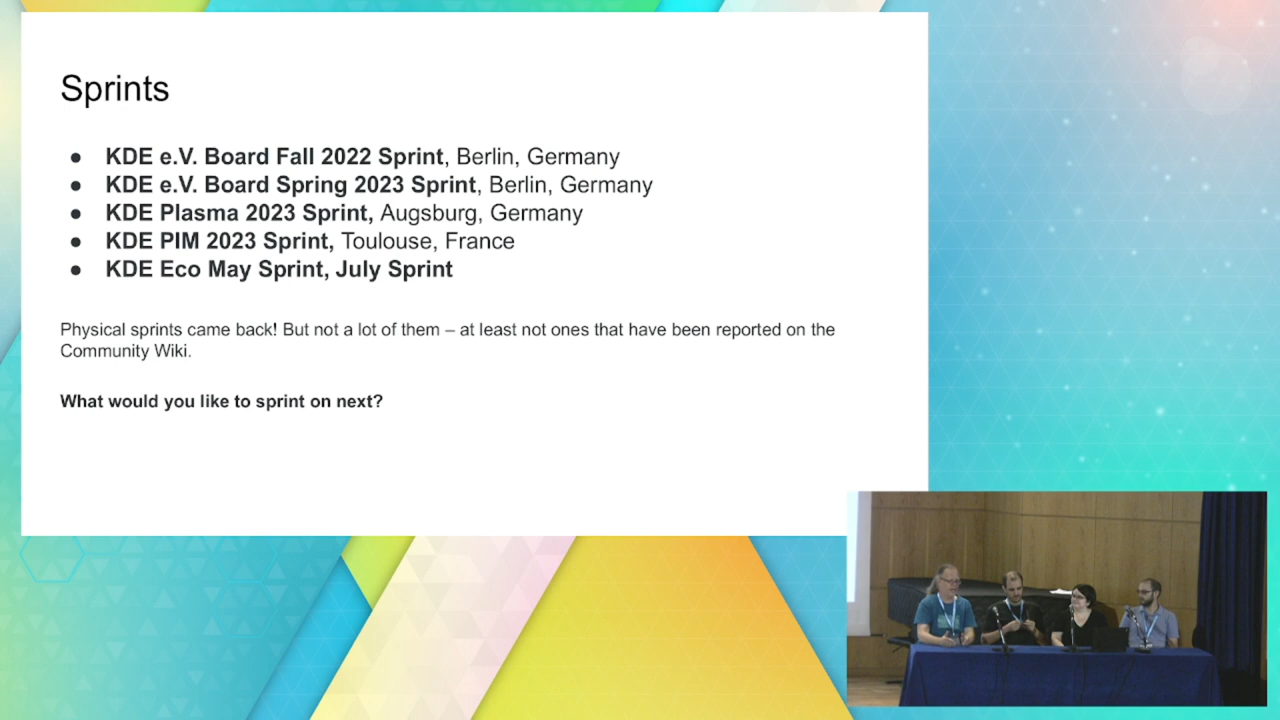 Sprints
● KDE e.V. Board Fall 2022 Sprint, Berlin, Germany
● KDE e.V. Board Spring 2023 Sprint, Berlin, Germany
● KDE Plasma 2023 Sprint, Augsburg, Germany
● KDE PIM 2023 Sprint, Toulouse, France
● KDE Eco May Sprint, July Sprint
Physical sprints came back! But not a lot of them – at least not ones that have been reported on the
Community Wiki.
What would you like to sprint on next?